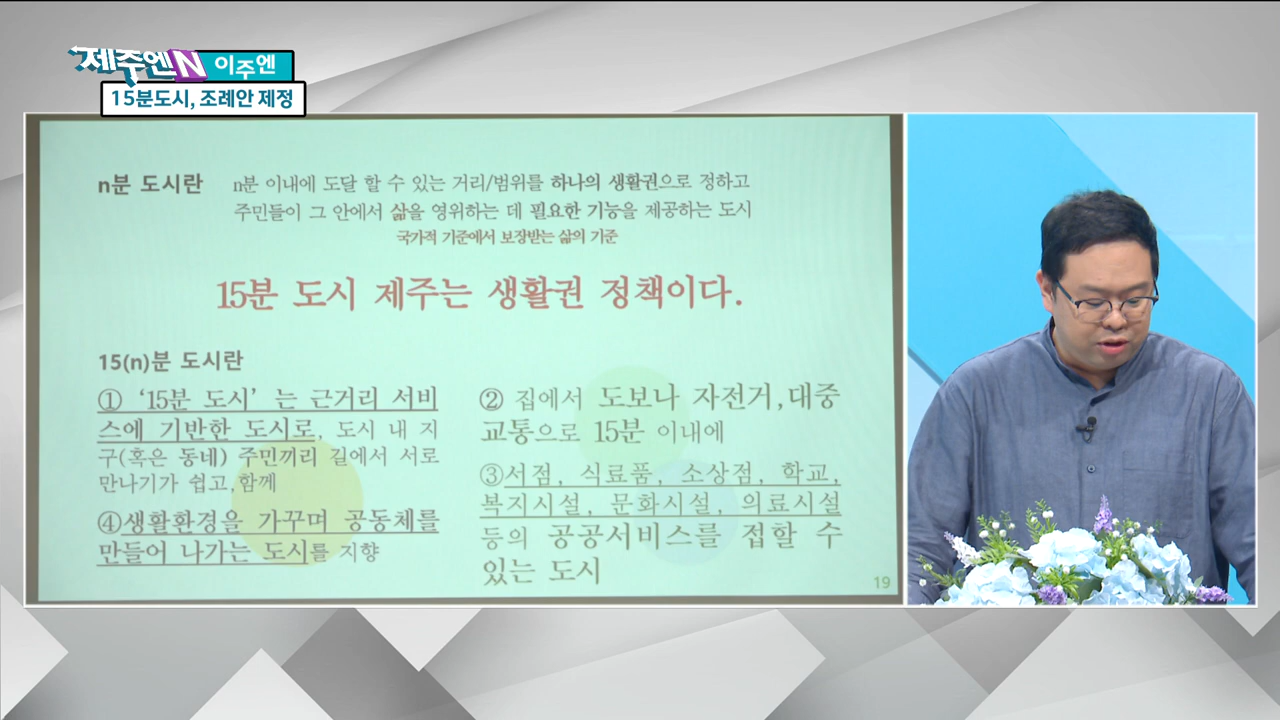 제주엔N 이주엔
15분도시, 조례안 제정
n분 도시란
n분 이내에 도달 할 수 있는 거리/범위를 하나의 생활권으로 정하고
주민들이 그 안에서 삶을 영위하는 데 필요한 기능을 제공하는 도시
국가적 기준에서 보장받는 삶의 기준
15분 도시 제주는 생활권 정책이다.
15(n)분 도시란
① ‘15분 도시’ 는 근거리 서비
스에 기반한 도시로, 도시 내 지
구(혹은 동네) 주민끼리 길에서 서로
만나기가 쉽고,함께
④생활환경을 가꾸며 공동체를
만들어 나가는 도시를 지향
② 집에서 도보나 자전거,대중
교통으로 15분 이내에
③서점, 식료품, 소상점, 학교,
복지시설, 문화시설, 의료시설
등의 공공서비스를 접할 수
있는 도시
19